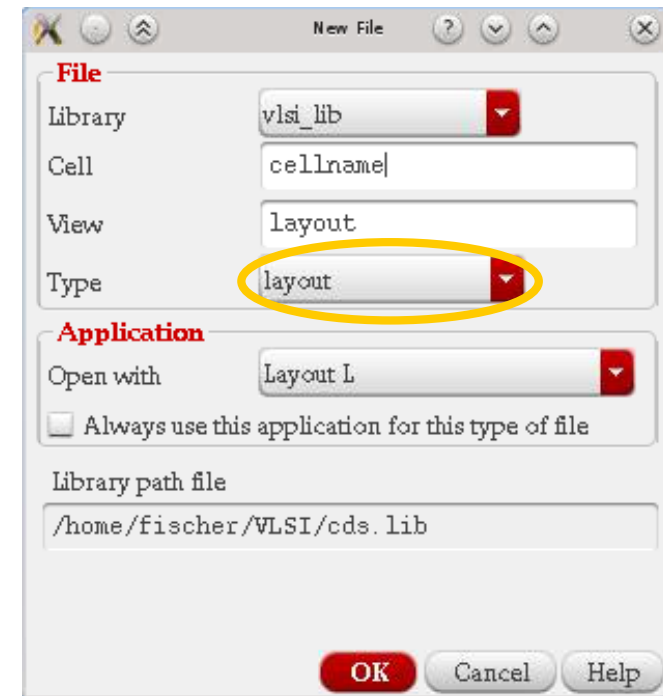 New File
File
Library vlsi_lib
Cell cellname
View layout
Type layout
Application
Open with Layout L
Always use this application for this type of file
Library path file
/home/fischer/VLSI/cds.lib
OK Cancel Help